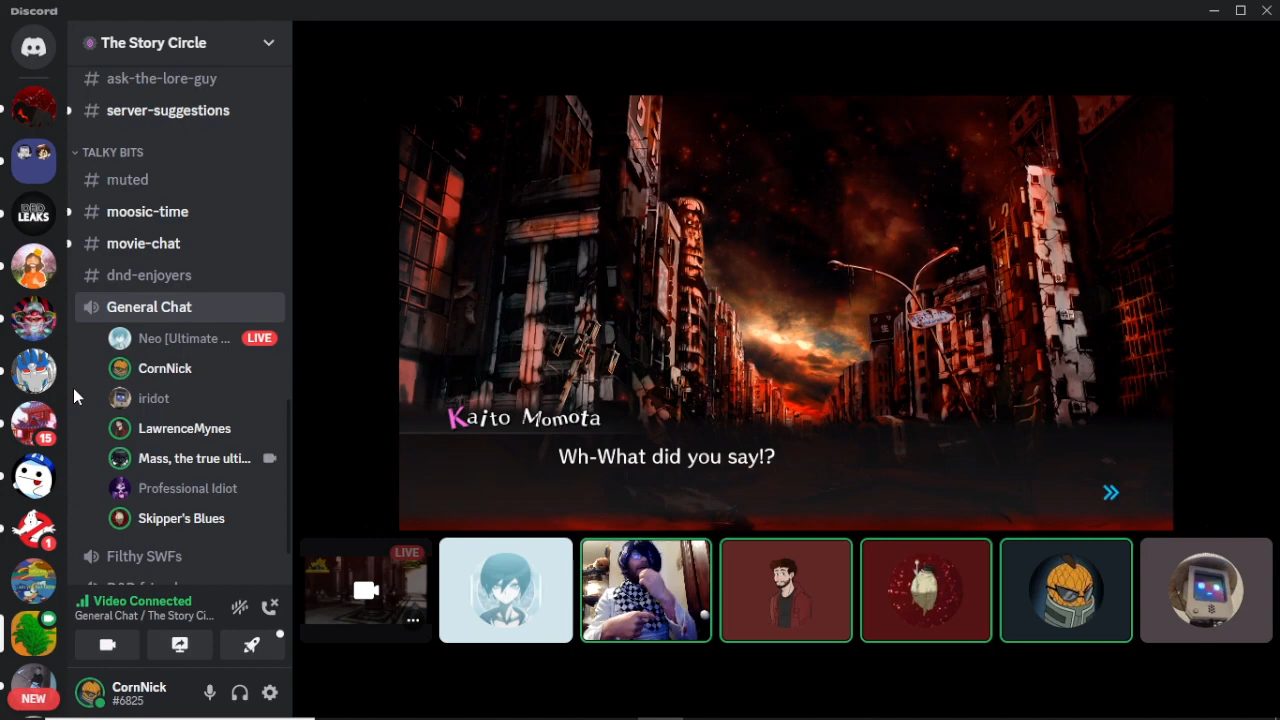 Discord
The Story Circle
ask-the-lore-guy
server-suggestions
TALKY BITS
muted
moosic-time
movie-chat
dnd-enjoyers
General Chat
Neo [Ultimate ...
LIVE
CornNick
iridot
LawrenceMynes
Mass, the true ulti...
Professional Idiot
Skipper's Blues
Filthy SWFs
Video Connected
General Chat / The Story Ci...
CornNick
#6825
DBD
LEAKS
15
1
NEW
Kaito Momota
Wh-What did you say!?
LIVE